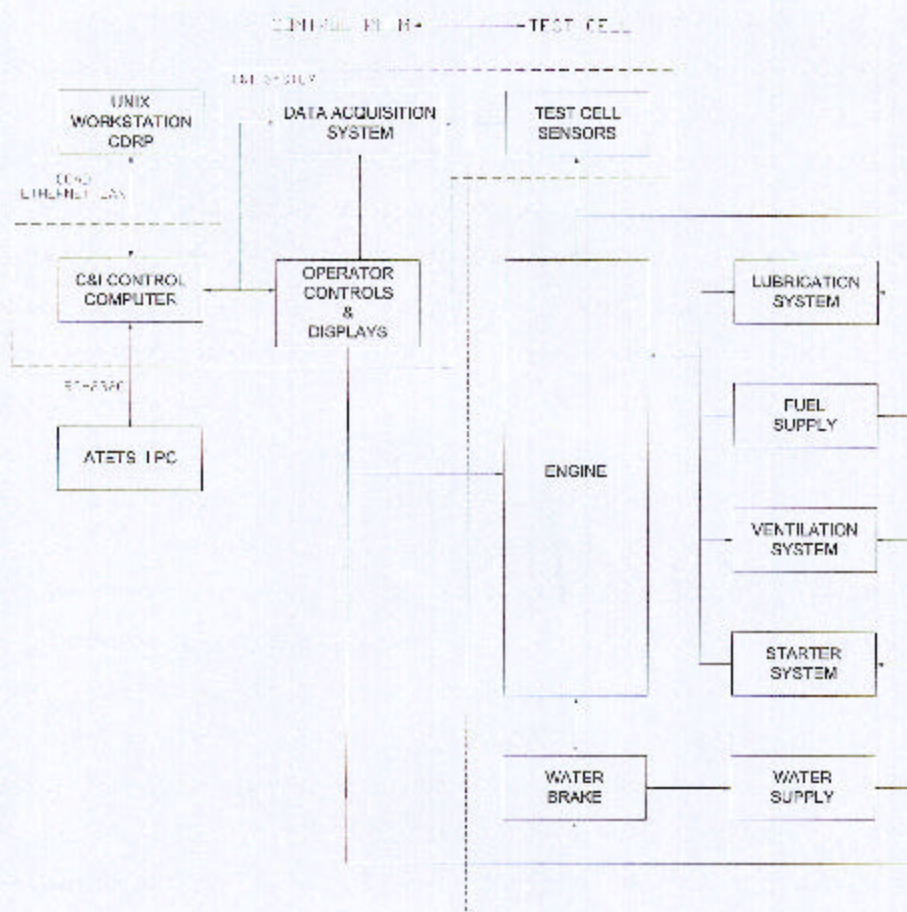 TEST CELL
UNIX
WORKSTATION
CDRP
DATA ACQUISITION
SYSTEM
TEST CELL
SENSORS
ETHERNET LAN
C&I CONTROL
COMPUTER
OPERATOR
CONTROLS
&
DISPLAYS
LUBRICATION
SYSTEM
FUEL
SUPPLY
ATETS
PC
ENGINE
VENTILATION
SYSTEM
STARTER
SYSTEM
WATER
BRAKE
WATER
SUPPLY